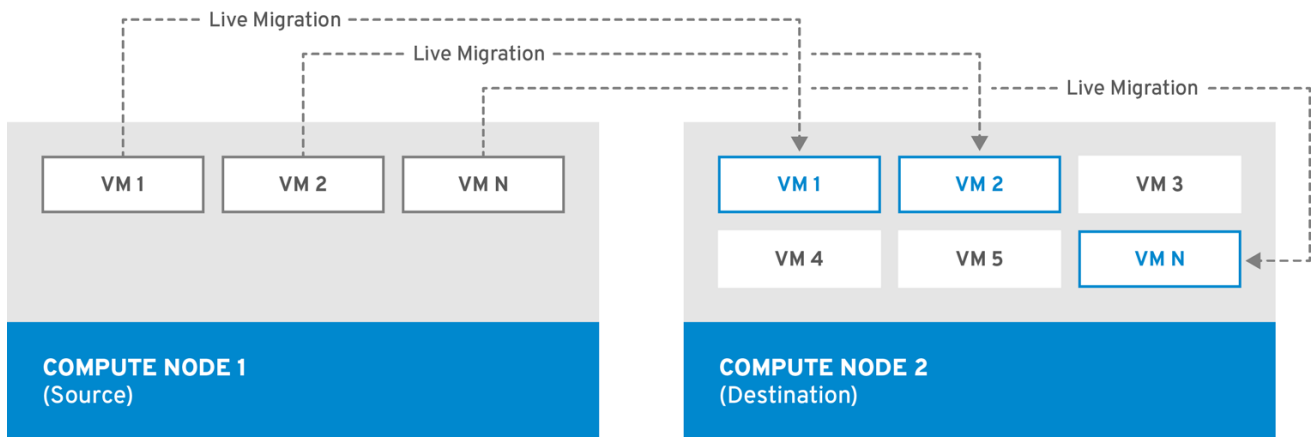 Live Migration
Live Migration
Live Migration
VM 1
VM 2
VM N
VM 1
VM 2
VM 3
VM 4
VM 5
VM N
COMPUTE NODE 1
(Source)
COMPUTE NODE 2
(Destination)